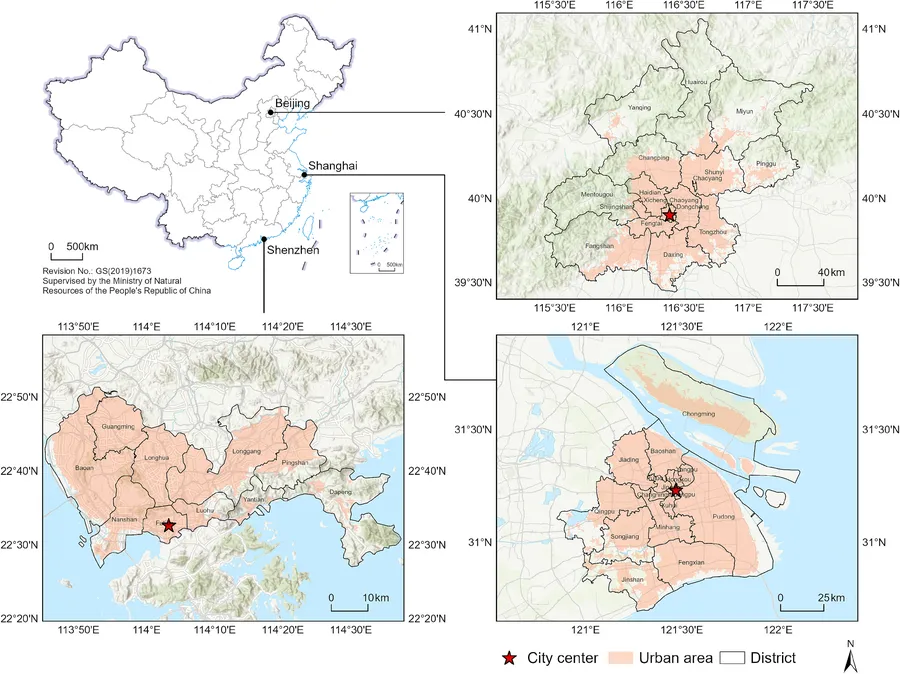 Beijing
Shanghai
Shenzhen
0 500km
0 500km
Revision No.: GS(2019)1673
Supervised by the Ministry of Natural
Resources of the People's Republic of China
115°30'E 116°E 116°30'E 117°E 117°30'E
41°N 41°N
40°30'N 40°30'N
40°N 40°N
39°30'N 39°30'N
Huairou
Yanqing
Miyun
Changping
Pinggu
Shunyi
Chaoyang
Mentougou
Haidian
Xicheng Chaoyang
Shijingshan
Dongcheng
Fengtai
Tongzhou
Fangshan
Daxing
0 40km
115°30'E 116°E 116°30'E 117°E 117°30'E
113°50'E 114°E 114°10'E 114°20'E 114°30'E
22°50'N 22°50'N
22°40'N 22°40'N
22°30'N 22°30'N
22°20'N 22°20'N
Guangming
Longhua
Longgang
Baoan
Pingshan
Dapeng
Yantian
Luohu
Nanshan
0 10km
113°50'E 114°E 114°10'E 114°20'E 114°30'E
121°E 121°30'E 122°E
31°30'N 31°30'N
31°N 31°N
Chongming
Baoshan
Jiading
Qingpu
Pudong
Minhang
Songjiang
Fengxian
Jinshan
0 25km
121°E 121°30'E 122°E
City center Urban area District
N